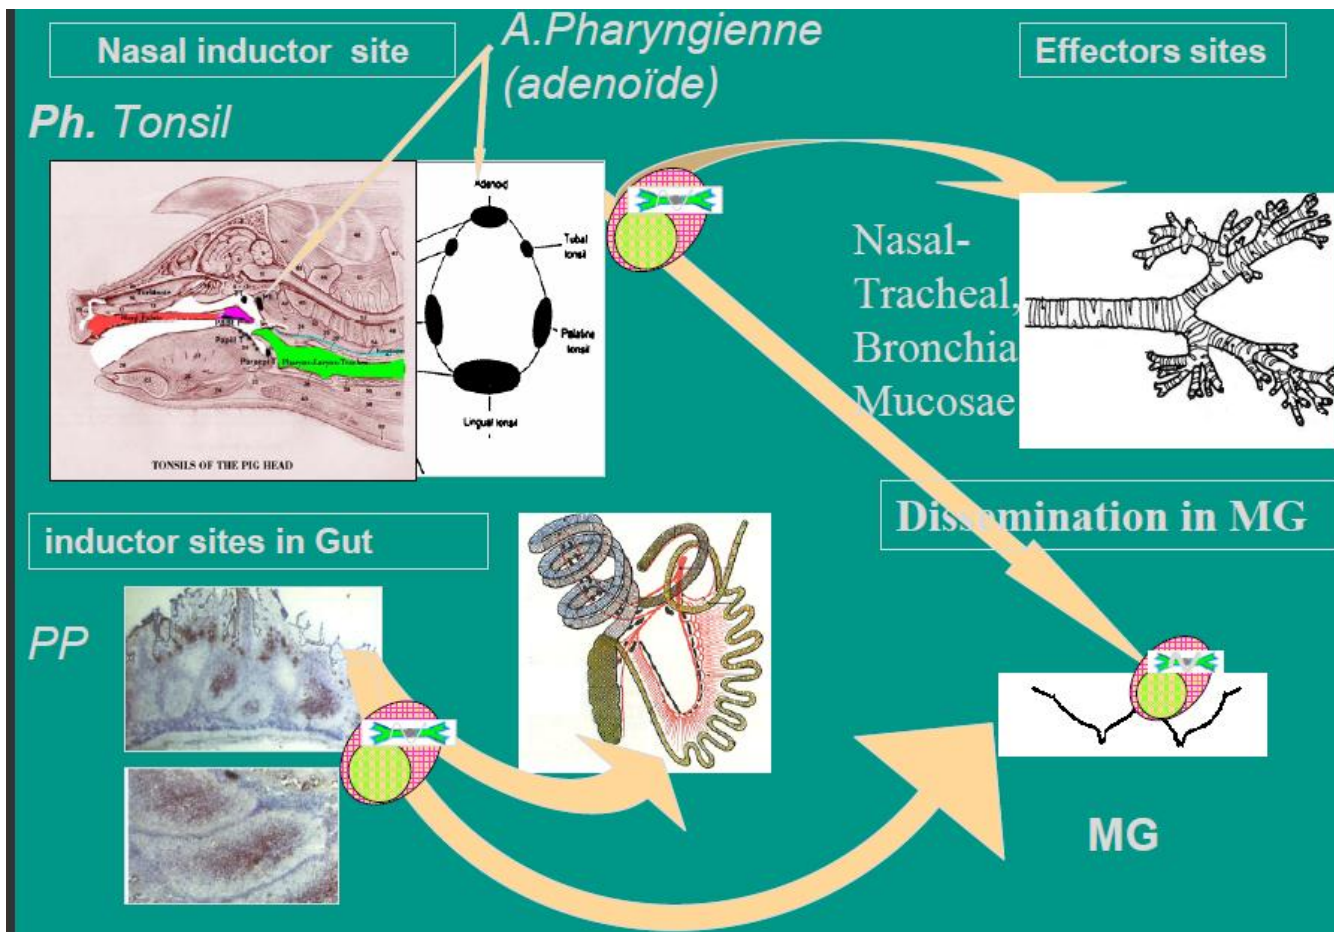 Nasal inductor site
A.Pharyngienne
(adenoïde)
Effectors sites
Ph. Tonsil
Adenoid
Tubal
tonsil
Palatine
tonsil
Lingual tonsil
TONSILS OF THE PIG HEAD
Nasal-
Tracheal,
Bronchia
Mucosae
inductor sites in Gut
Dissemination in MG
PP
MG